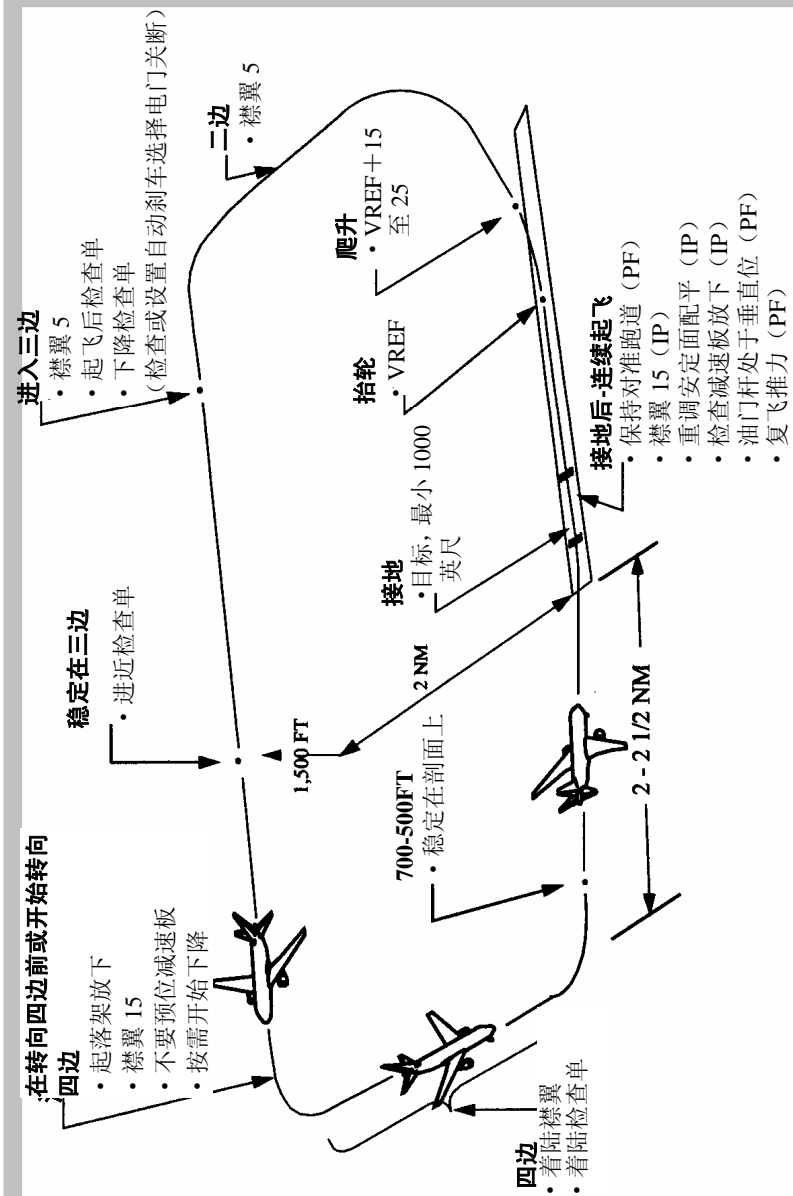 进入三边
· 襟翼 5
· 起飞后检查单
· 下降检查单
(检查或设置自动刹车选择电门关断)
二边
· 襟翼 5
稳定在三边
· 进近检查单
爬升
· VREF+15
至 25
抬轮
· VREF
接地
·目标, 最小 1000
英尺
1,500 FT
2 NM
在转向四边前或开始转向
四边
· 起落架放下
· 襟翼 15
· 不要预位减速板
· 按需开始下降
700-500FT
· 稳定在剖面上
接地后-连续起飞
· 保持对准跑道 (PF)
· 襟翼 15 (IP)
· 重调安定面配平 (IP)
· 检查减速板放下 (IP)
· 油门杆处于垂直位 (PF)
· 复飞推力 (PF)
2 - 2 1/2 NM
四边
· 着陆襟翼
· 着陆检查单